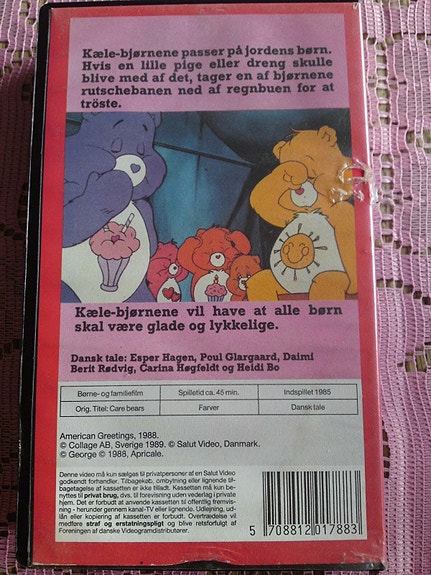 Kæle-bjørnene passer på jordens børn.
Hvis en lille pige eller dreng skulle
blive med af det, tager en af bjørnene
rutschebanen ned af regnbuen for at
tröste.
Kæle-bjørnene vil have at alle børn
skal være glade og lykkelige.
Dansk tale: Esper Hagen, Poul Glargaard, Daimi
Berit Rødvig, Carina Høgfeldt og Heidi Bo
Børne- og familiefilm Spilletid ca. 45 min. Indspillet 1985
Orig. Titel: Care bears Farver Dansk tale
American Greetings, 1988.
© Collage AB, Sverige 1989. © Salut Video, Danmark.
© George © 1988, Apricale.
Denne video må kun sælges til privatpersoner af en Salut Video
godkendt forhandler. Tilbagekøb, ombytning eller lignende til-
bagetagelse af kassetten er ikke tilladt. Kassetten må kun be-
nyttes til privat brug, dvs. til forevisning uden vederlag i privat
hjem. Det er forbudt at anvende kassetten til offentlig fremvis-
ning - herunder gennem kanal-TV eller lignende. Udlejning, ud-
lån eller kopiering af kassetten er forbudt. Overtrædelse vil
medføre straf og erstatningspligt og blive retsforfulgt af
Foreningen af danske Videogramdistributører.
5 708812 017883